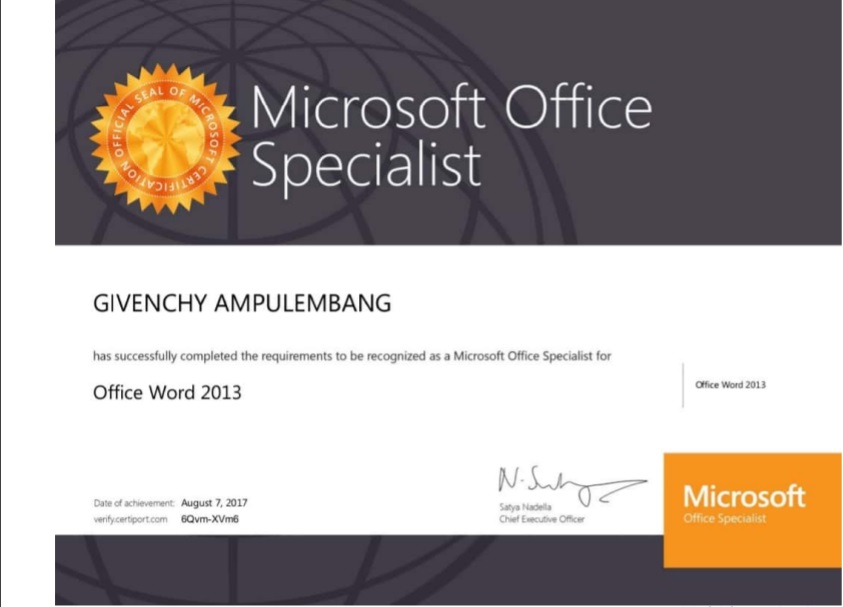 OFFICIAL SEAL OF MICROSOFT CERTIFICATION
Microsoft Office
Specialist
GIVENCHY AMPULEMBANG
has successfully completed the requirements to be recognized as a Microsoft Office Specialist for
Office Word 2013
Office Word 2013
Date of achievement: August 7, 2017
verify.certiport.com 6Qvm-XVm6
Satya Nadella
Chief Executive Officer
Microsoft
Office Specialist